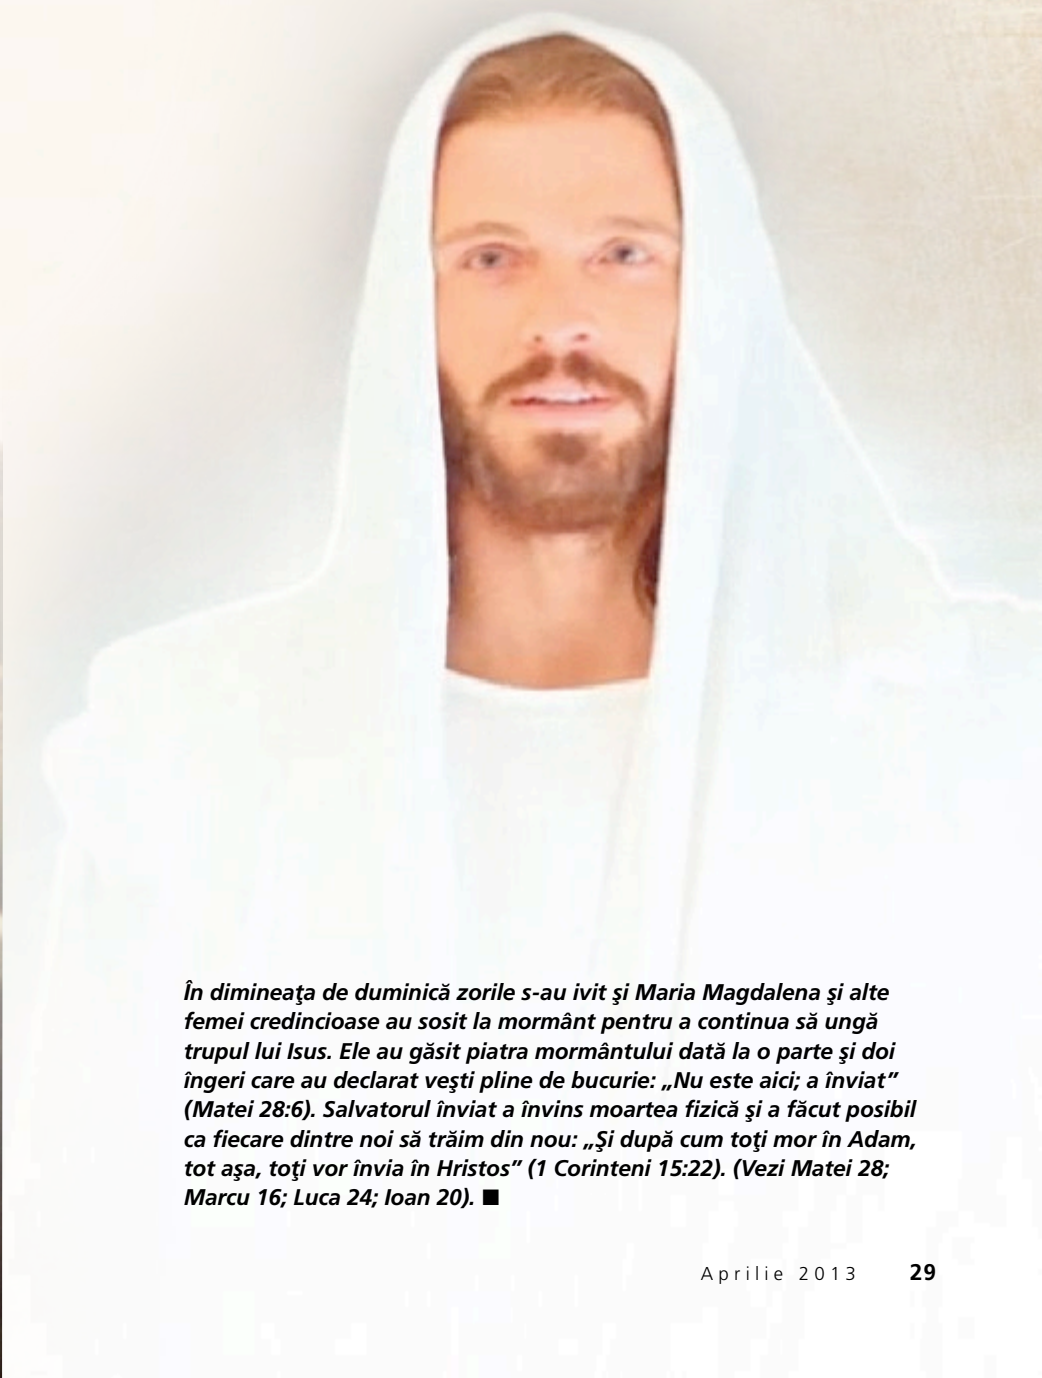 În dimineaţa de duminică zorile s-au ivit şi Maria Magdalena şi alte
femei credincioase au sosit la mormânt pentru a continua să ungă
trupul lui Isus. Ele au găsit piatra mormântului dată la o parte şi doi
îngeri care au declarat veşti pline de bucurie: „Nu este aici; a înviat”
(Matei 28:6). Salvatorul înviat a învins moartea fizică şi a făcut posibil
ca fiecare dintre noi să trăim din nou: „Şi după cum toţi mor în Adam,
tot aşa, toţi vor învia în Hristos” (1 Corinteni 15:22). (Vezi Matei 28;
Marcu 16; Luca 24; Ioan 20). ■
Aprilie 2013 29